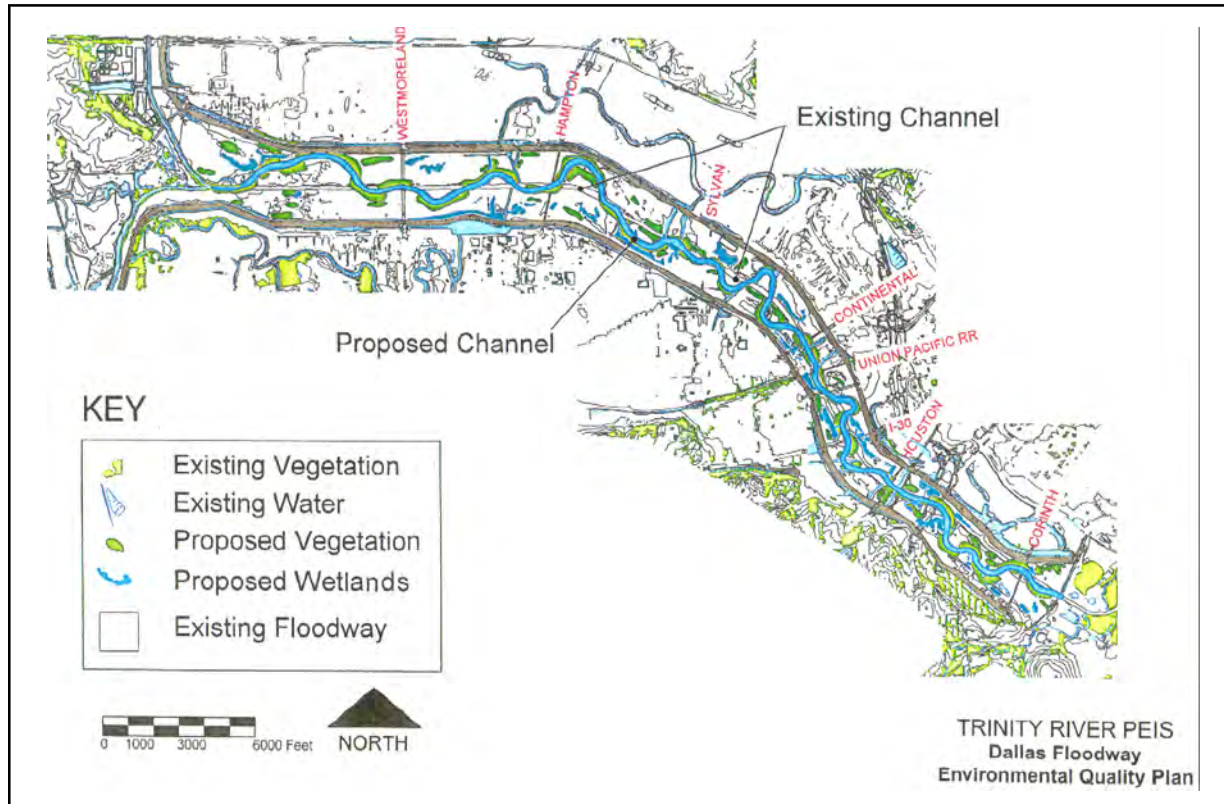 WESTMORELAND
HAMPTON
Existing Channel
SYLVAN
CONTINENTAL
Proposed Channel
UNION PACIFIC RR
I-30
HOUSTON
CORINTH
KEY
Existing Vegetation
Existing Water
Proposed Vegetation
Proposed Wetlands
Existing Floodway
0 1000 3000 6000 Feet
NORTH
TRINITY RIVER PEIS
Dallas Floodway
Environmental Quality Plan